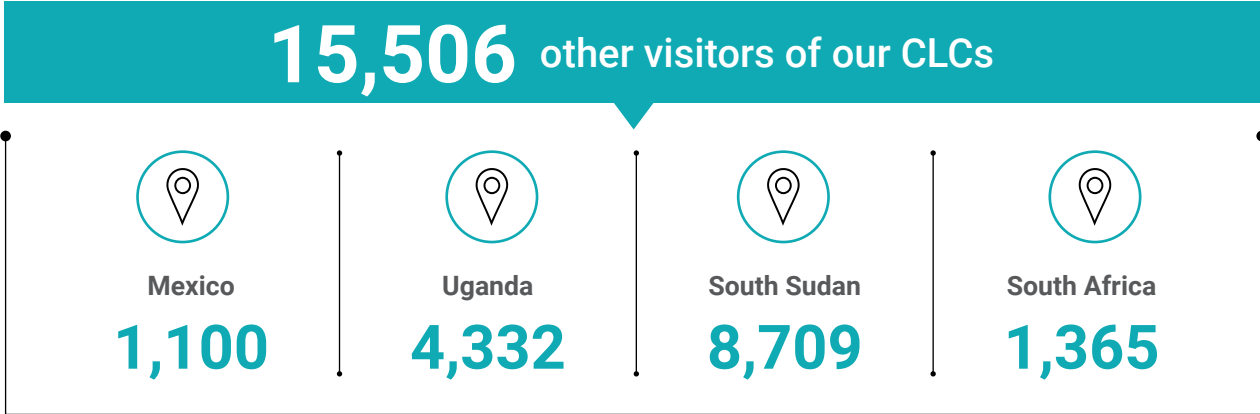 15,506 other visitors of our CLCs
Mexico
1,100
Uganda
4,332
South Sudan
8,709
South Africa
1,365